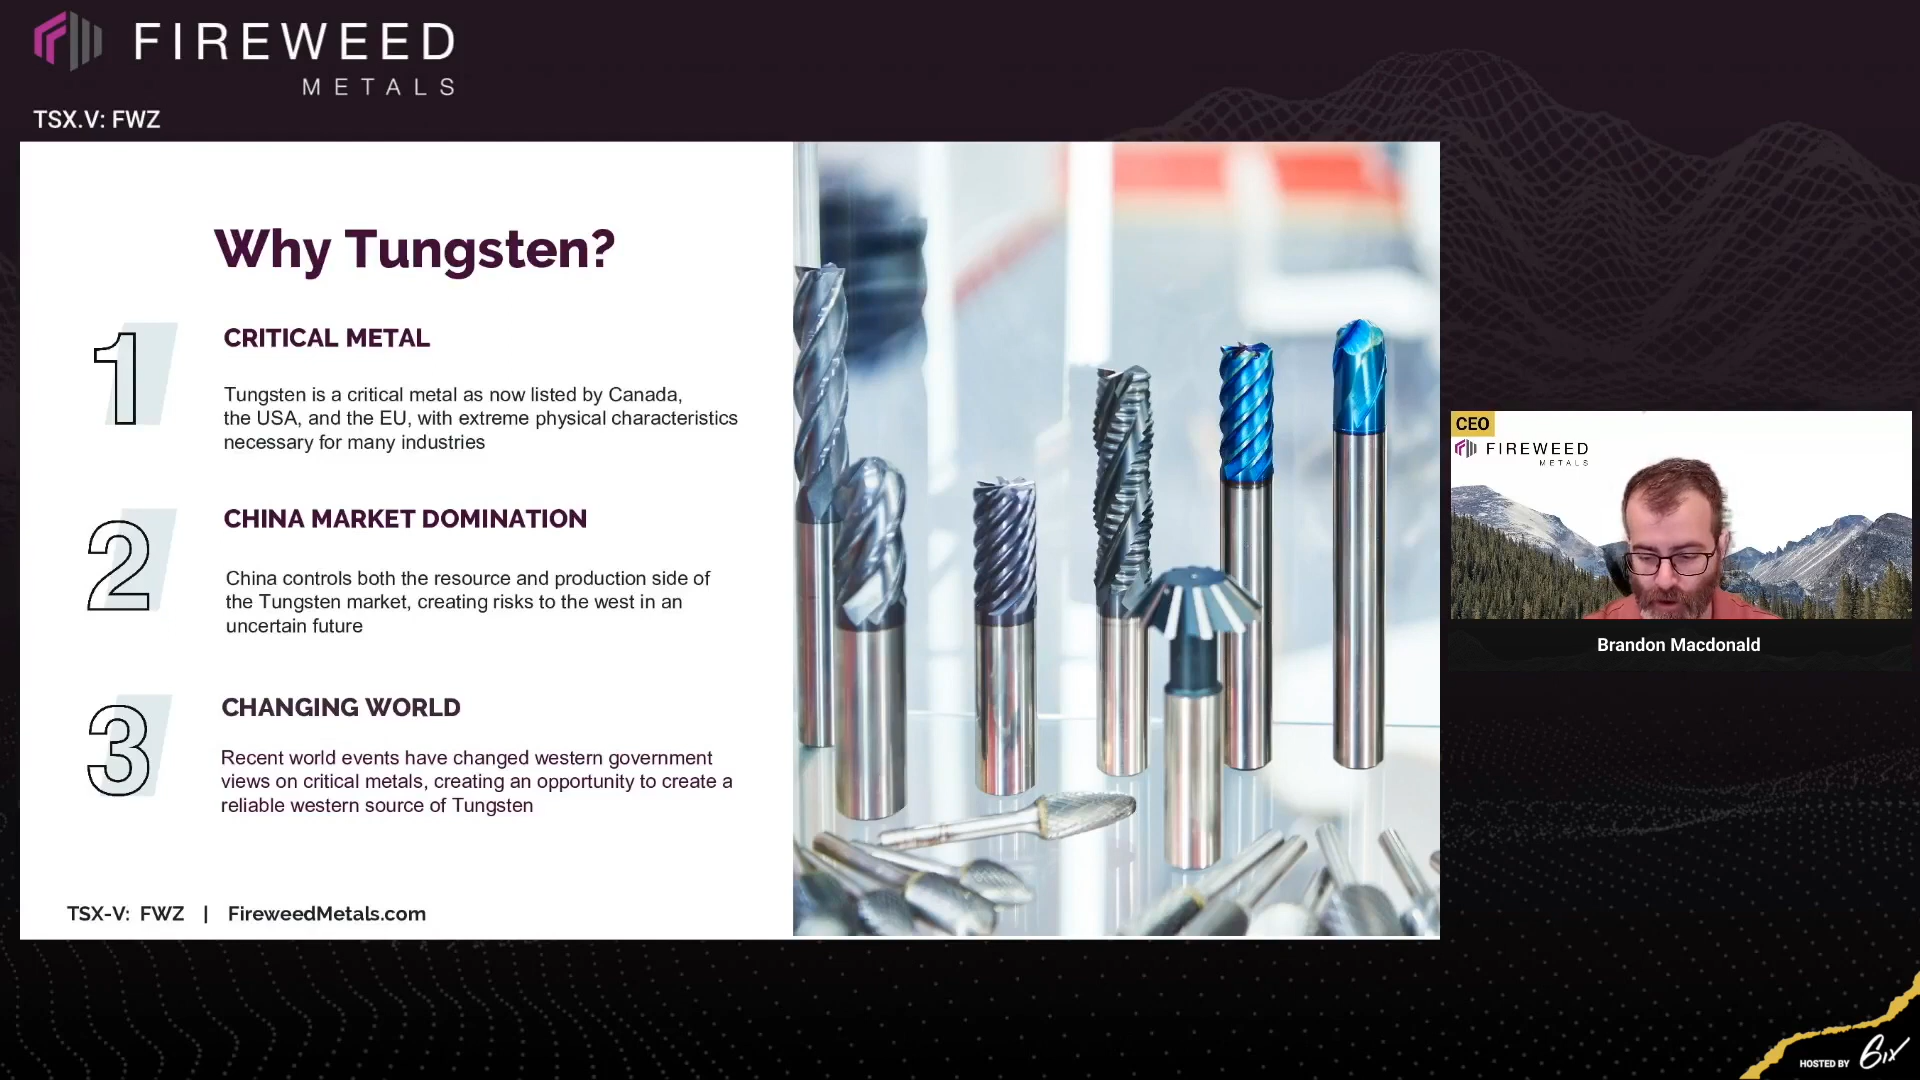 FIREWEED
METALS
TSX.V: FWZ
Why Tungsten?
1
CRITICAL METAL
Tungsten is a critical metal as now listed by Canada,
the USA, and the EU, with extreme physical characteristics
necessary for many industries
2
CHINA MARKET DOMINATION
China controls both the resource and production side of
the Tungsten market, creating risks to the west in an
uncertain future
3
CHANGING WORLD
Recent world events have changed western government
views on critical metals, creating an opportunity to create a
reliable western source of Tungsten
TSX-V: FWZ | FireweedMetals.com
CEO
FIREWEED
METALS
Brandon Macdonald
HOSTED BY 6ix